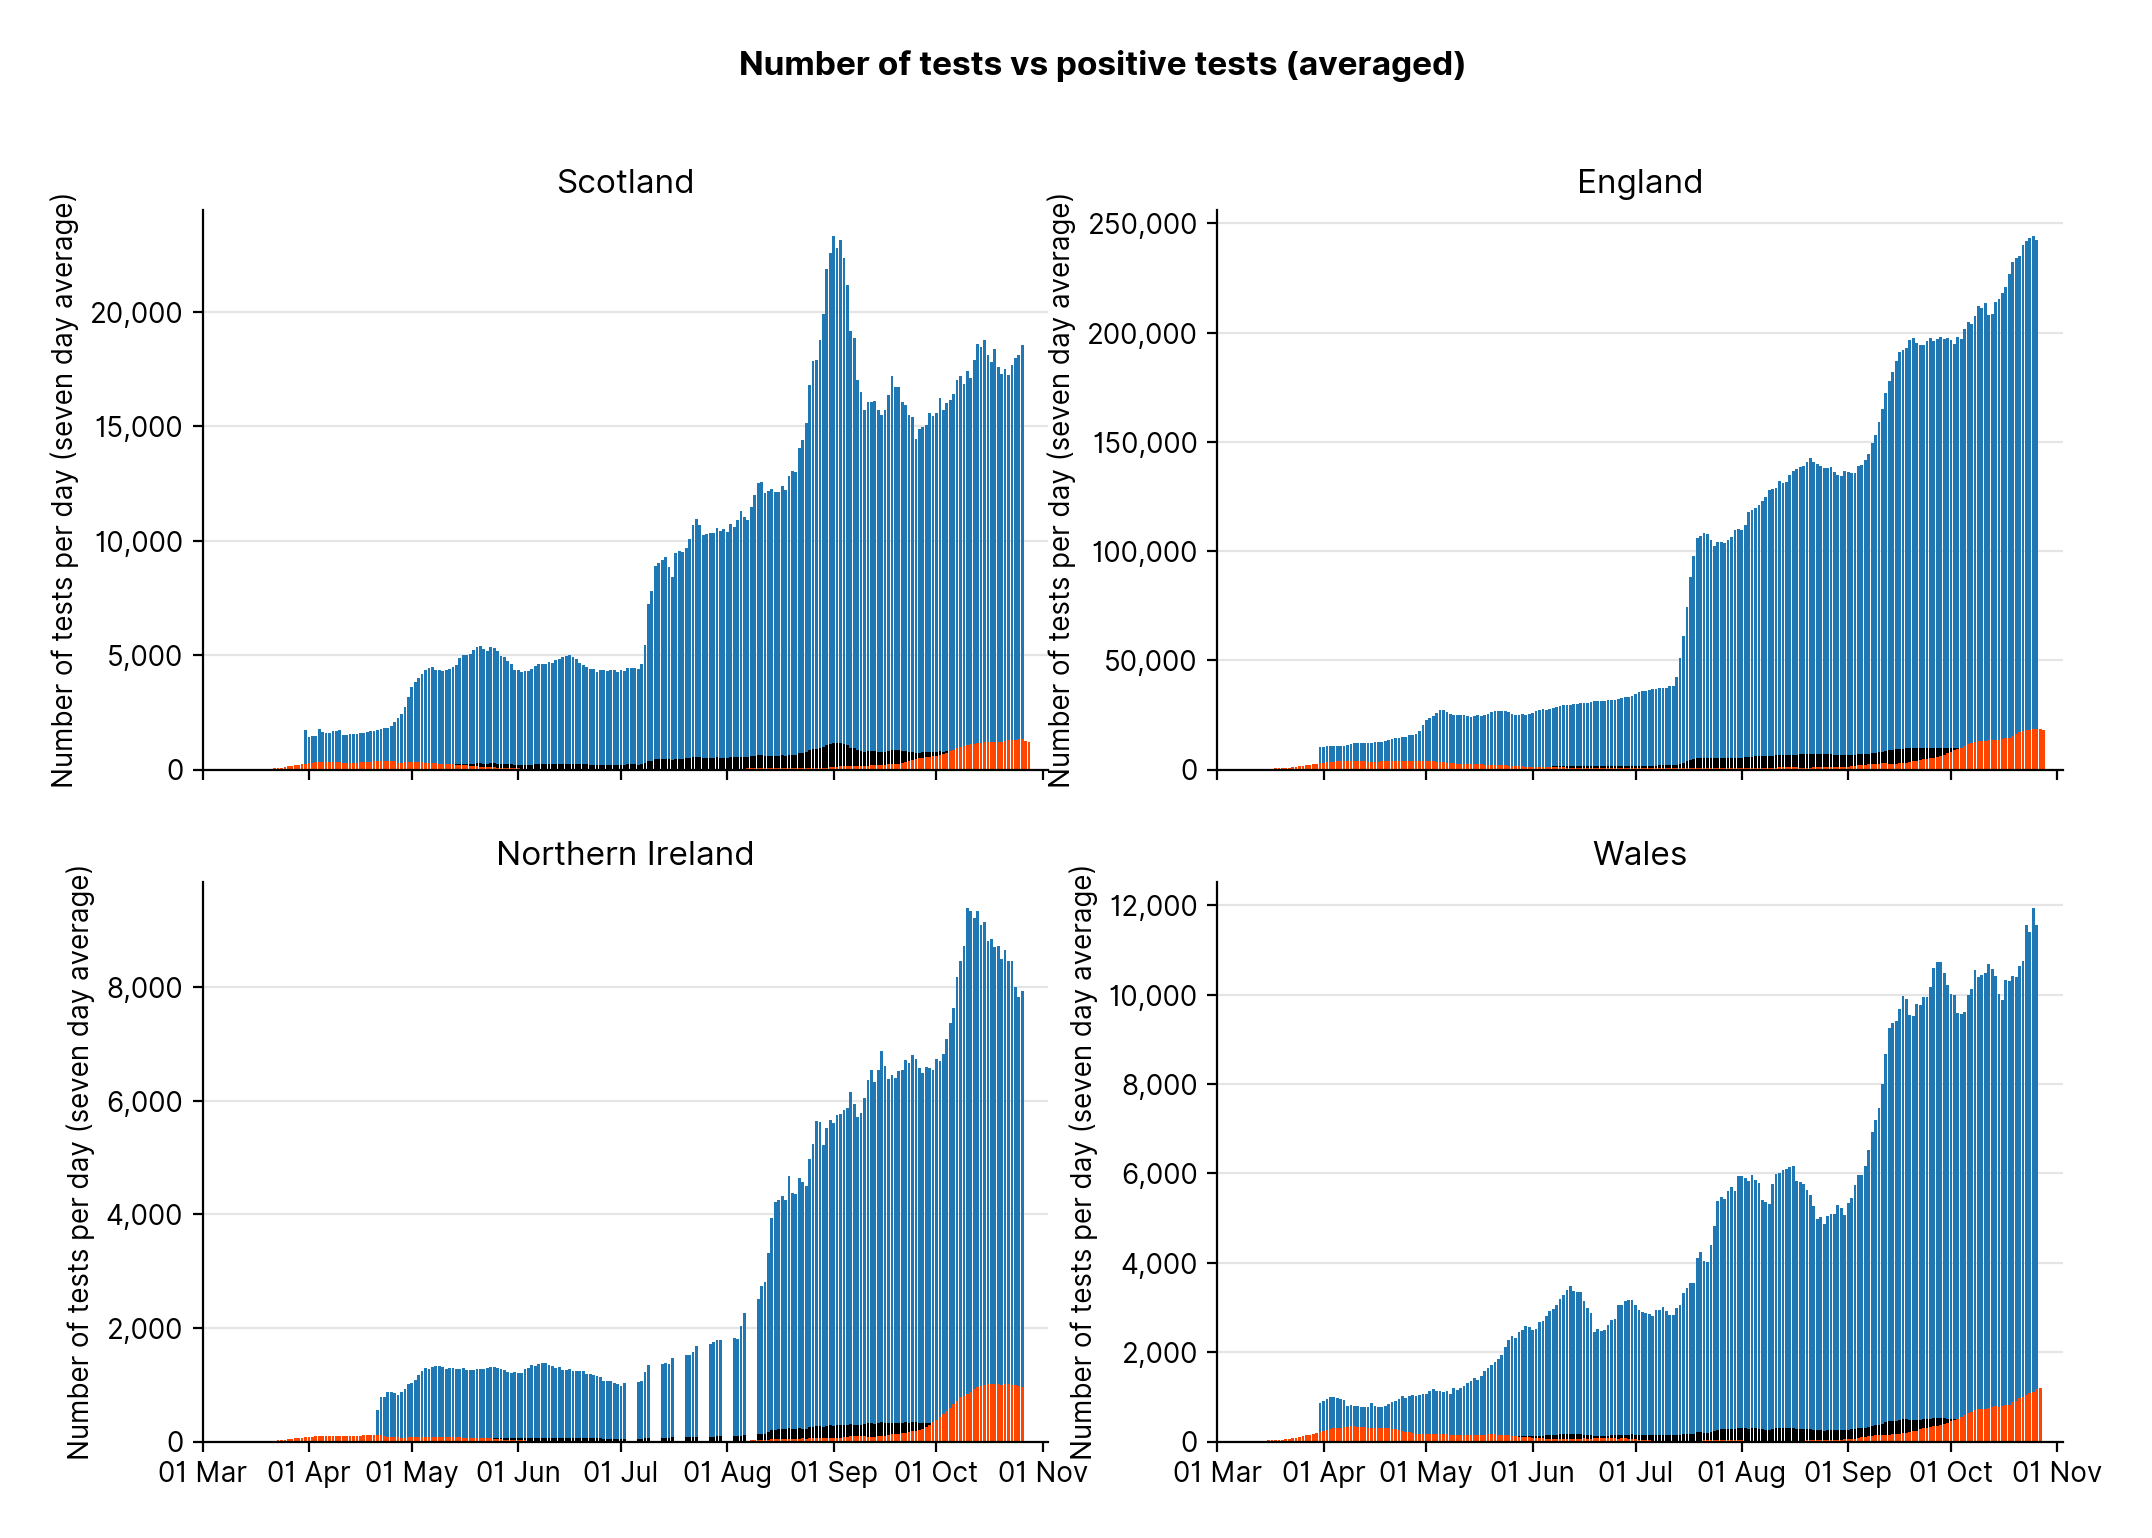 Number of tests vs positive tests (averaged)
Scotland
Number of tests per day (seven day average)
20,000
15,000
10,000
5,000
0
England
Number of tests per day (seven day average)
250,000
200,000
150,000
100,000
50,000
0
Northern Ireland
Number of tests per day (seven day average)
8,000
6,000
4,000
2,000
0
01 Mar 01 Apr 01 May 01 Jun 01 Jul 01 Aug 01 Sep 01 Oct 01 Nov
Wales
Number of tests per day (seven day average)
12,000
10,000
8,000
6,000
4,000
2,000
0
01 Mar 01 Apr 01 May 01 Jun 01 Jul 01 Aug 01 Sep 01 Oct 01 Nov